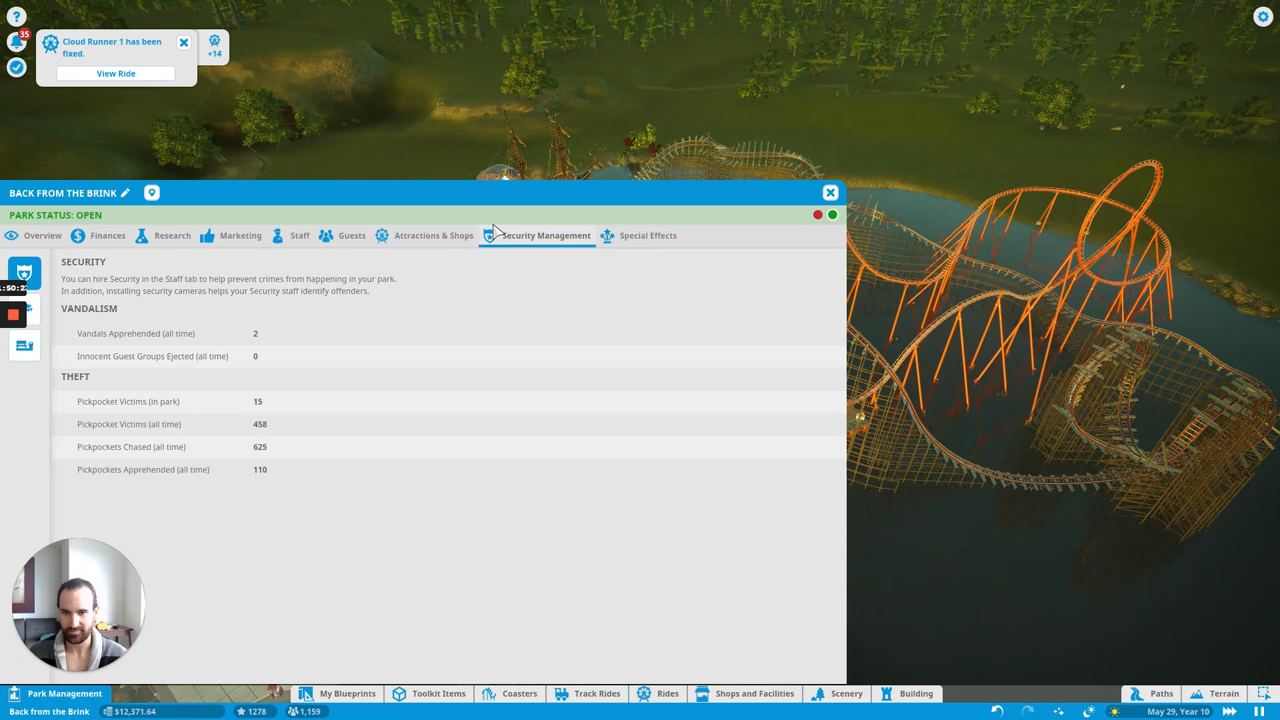 ?
35
Cloud Runner 1 has been
fixed.
+14
View Ride
BACK FROM THE BRINK
PARK STATUS: OPEN
Overview
Finances
Research
Marketing
Staff
Guests
Attractions & Shops
Security Management
Special Effects
SECURITY
You can hire Security in the Staff tab to help prevent crimes from happening in your park.
In addition, installing security cameras helps your Security staff identify offenders.
VANDALISM
Vandals Apprehended (all time) 2
Innocent Guest Groups Ejected (all time) 0
THEFT
Pickpocket Victims (in park) 15
Pickpocket Victims (all time) 458
Pickpockets Chased (all time) 625
Pickpockets Apprehended (all time) 110
Park Management
My Blueprints
Toolkit Items
Coasters
Track Rides
Rides
Shops and Facilities
Scenery
Building
Paths
Terrain
Back from the Brink
$12,371.64
1278
1,159
May 29, Year 10